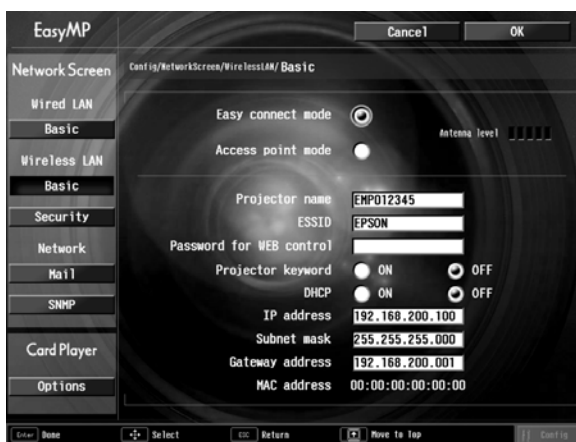 EasyMP
Cancel
OK
Network Screen
Config/NetworkScreen/WirelessLAN/Basic
Wired LAN
Basic
Wireless LAN
Basic
Security
Network
Mail
SNMP
Card Player
Options
Easy connect mode
Antenna level
Access point mode
Projector name EMP012345
ESSID EPSON
Password for WEB control
Projector keyword ON OFF
DHCP ON OFF
IP address 192.168.200.100
Subnet mask 255.255.255.000
Gateway address 192.168.200.001
MAC address 00:00:00:00:00:00
Enter Done Select ESC Return Move to Top Config